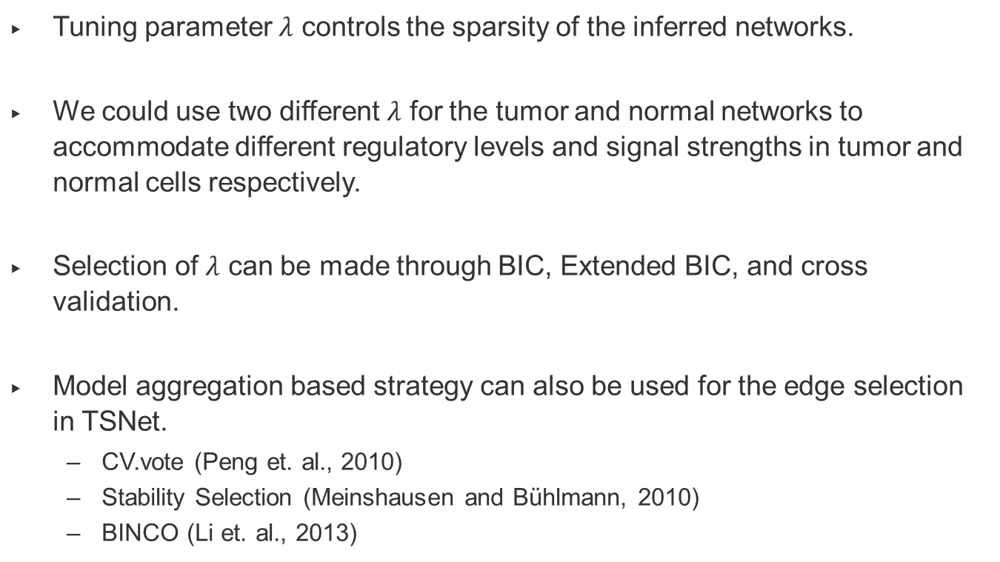 ▸ Tuning parameter λ controls the sparsity of the inferred networks.
▸ We could use two different λ for the tumor and normal networks to
accommodate different regulatory levels and signal strengths in tumor and
normal cells respectively.
▸ Selection of λ can be made through BIC, Extended BIC, and cross
validation.
▸ Model aggregation based strategy can also be used for the edge selection
in TSNet.
– CV.vote (Peng et. al., 2010)
– Stability Selection (Meinshausen and Bühlmann, 2010)
– BINCO (Li et. al., 2013)